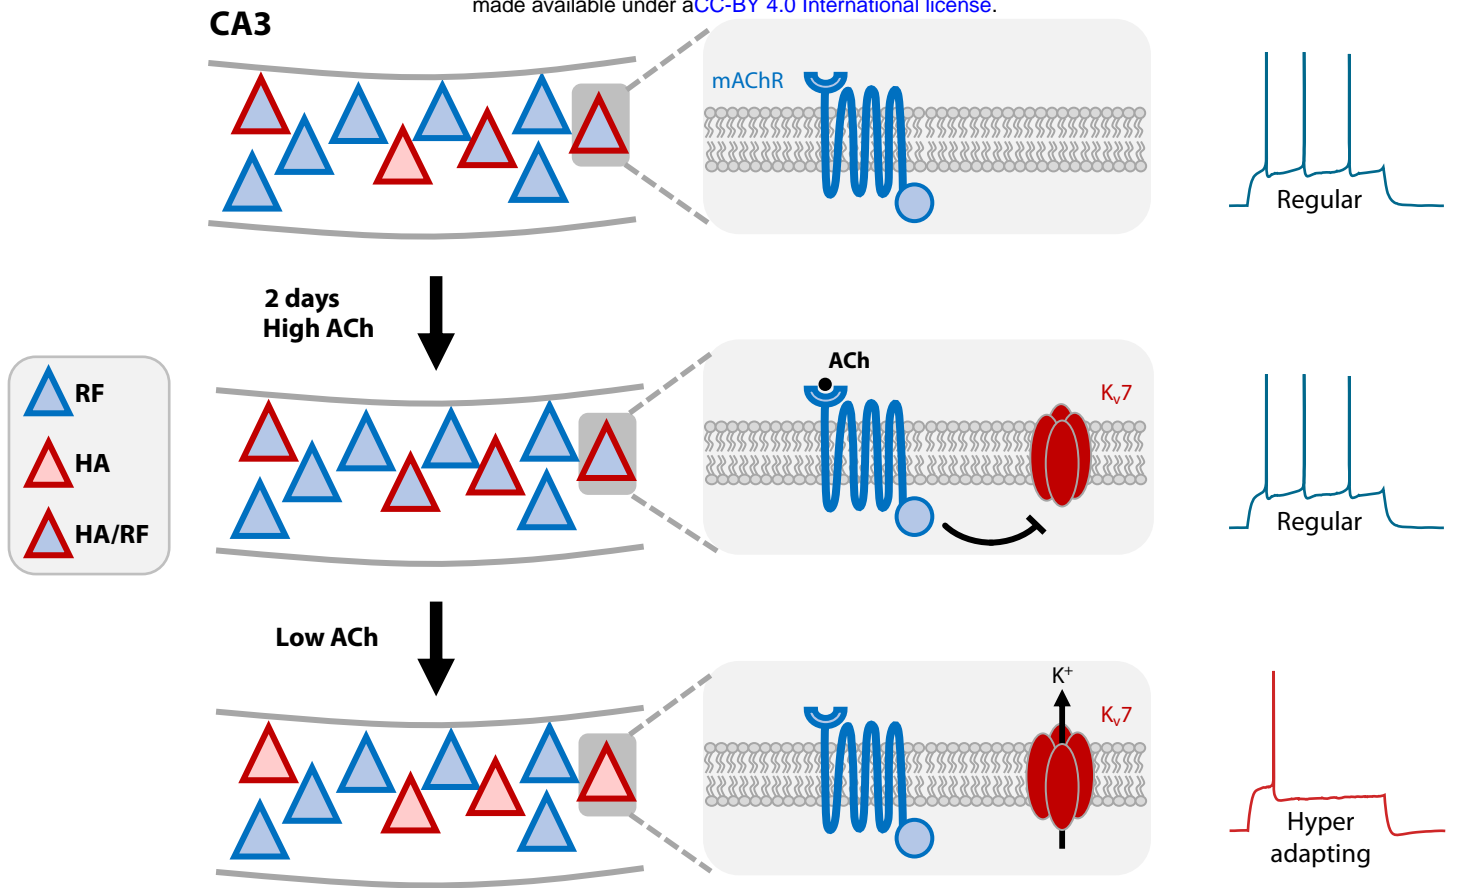 made available under aCC-BY 4.0 International license.
CA3
mAChR
Regular
2 days
High ACh
ACh
Kv7
Regular
RF
HA
HA/RF
Low ACh
K+
Kv7
Hyper
adapting